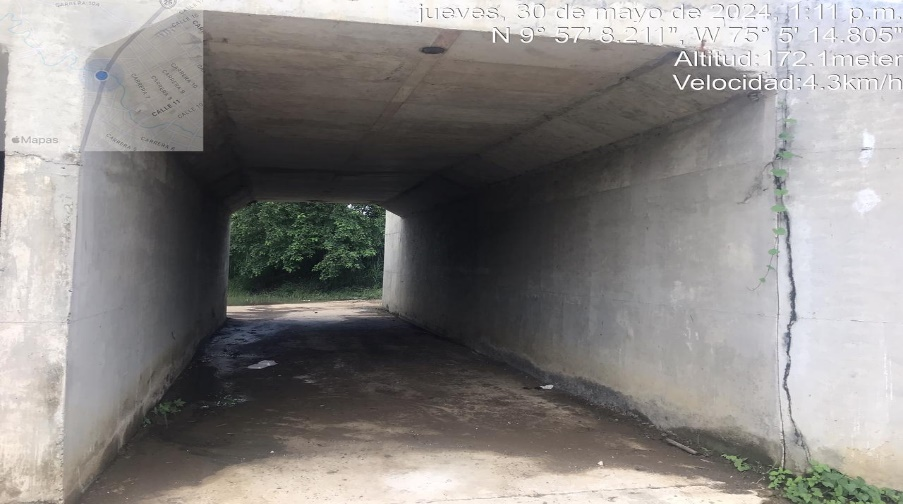 jueves, 30 de mayo de 2024, 1:11 p.m.
N 9° 57' 8.211", W 75° 5' 14.805"
Altitud:172.1meter
Velocidad:4.3km/h
CALLE 15
Mapas